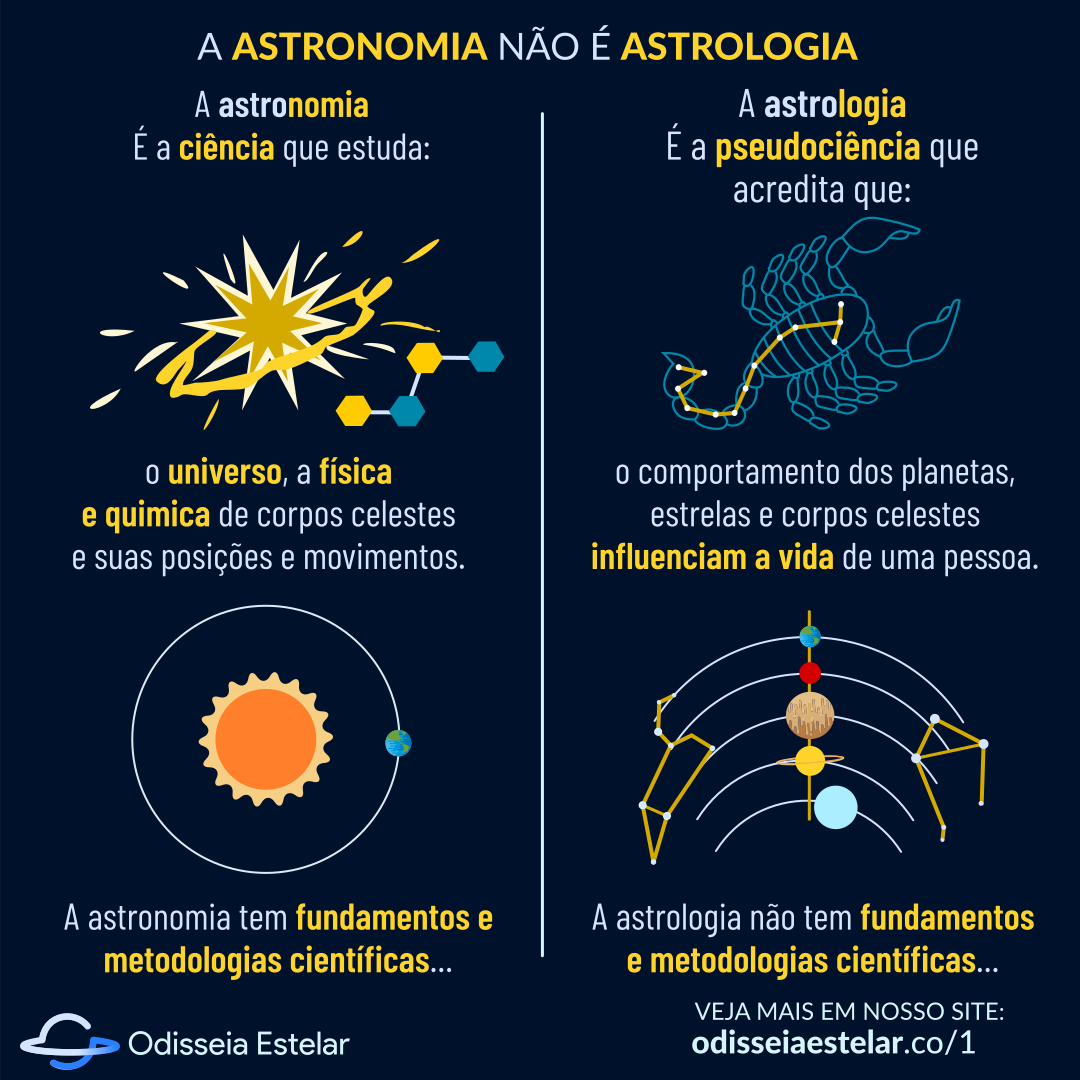 A ASTRONOMIA NÃO É ASTROLOGIA
A astronomia
É a ciência que estuda:
o universo, a física
e quimica de corpos celestes
e suas posições e movimentos.
A astronomia tem fundamentos e
metodologias científicas...
A astrologia
É a pseudociência que
acredita que:
o comportamento dos planetas,
estrelas e corpos celestes
influenciam a vida de uma pessoa.
A astrologia não tem fundamentos
e metodologias científicas...
Odisseia Estelar
VEJA MAIS EM NOSSO SITE:
odisseiaestelar.co/1